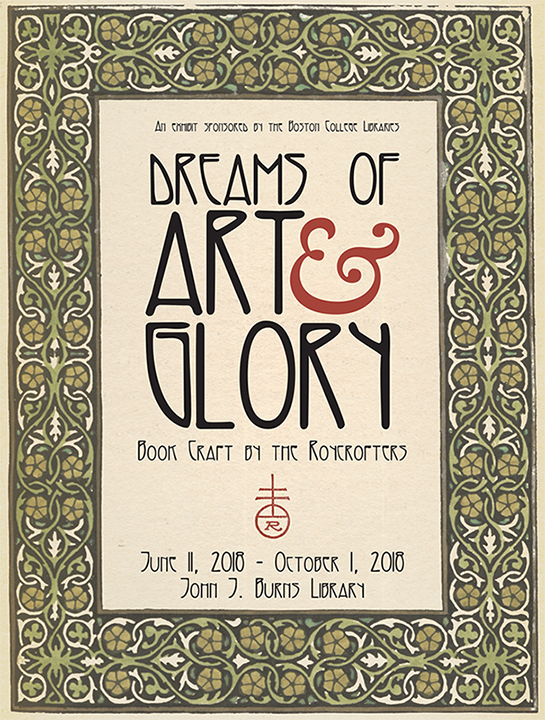 An exhibit sponsored by the Boston College Libraries
DREAMS OF
ART &
GLORY
Book Craft by the Roycrofters
R
June 11, 2018 - October 1, 2018
John J. Burns Library